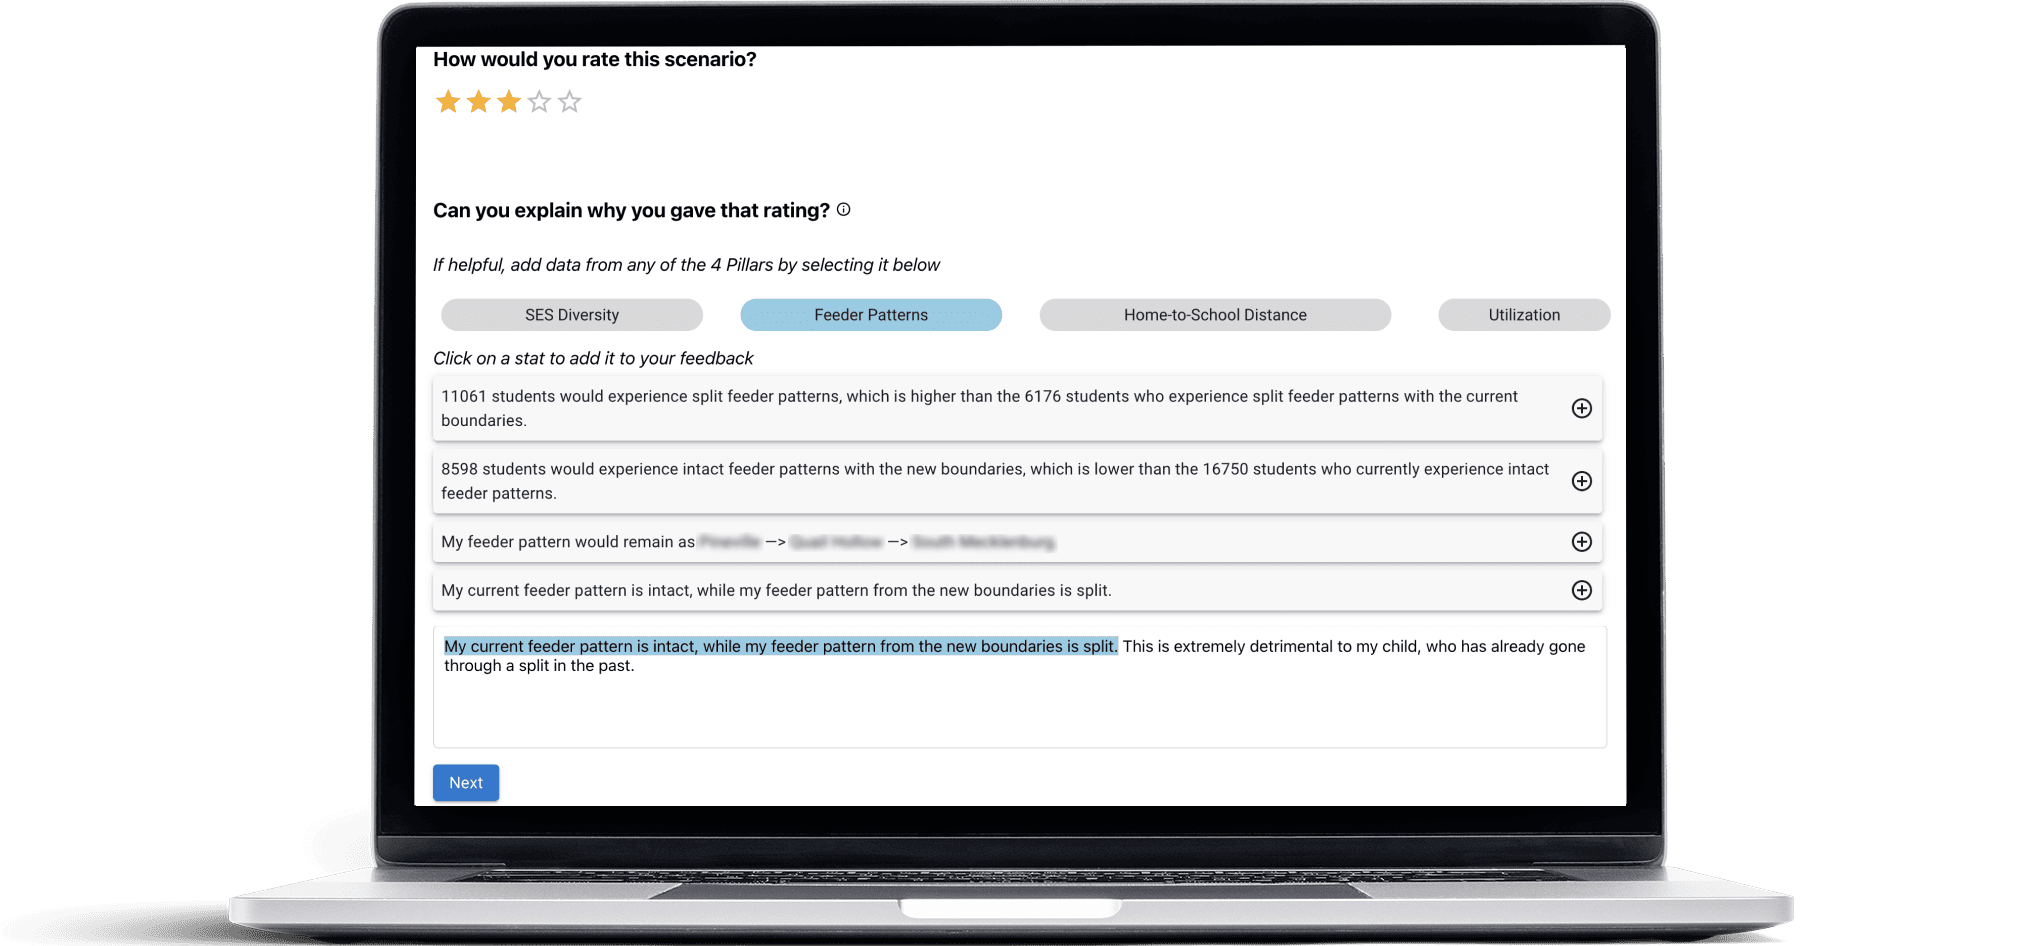 How would you rate this scenario?
Can you explain why you gave that rating?
If helpful, add data from any of the 4 Pillars by selecting it below
SES Diversity
Feeder Patterns
Home-to-School Distance
Utilization
Click on a stat to add it to your feedback
11061 students would experience split feeder patterns, which is higher than the 6176 students who experience split feeder patterns with the current
boundaries.
8598 students would experience intact feeder patterns with the new boundaries, which is lower than the 16750 students who currently experience intact
feeder patterns.
My feeder pattern would remain as —> —>
My current feeder pattern is intact, while my feeder pattern from the new boundaries is split.
My current feeder pattern is intact, while my feeder pattern from the new boundaries is split. This is extremely detrimental to my child, who has already gone
through a split in the past.
Next